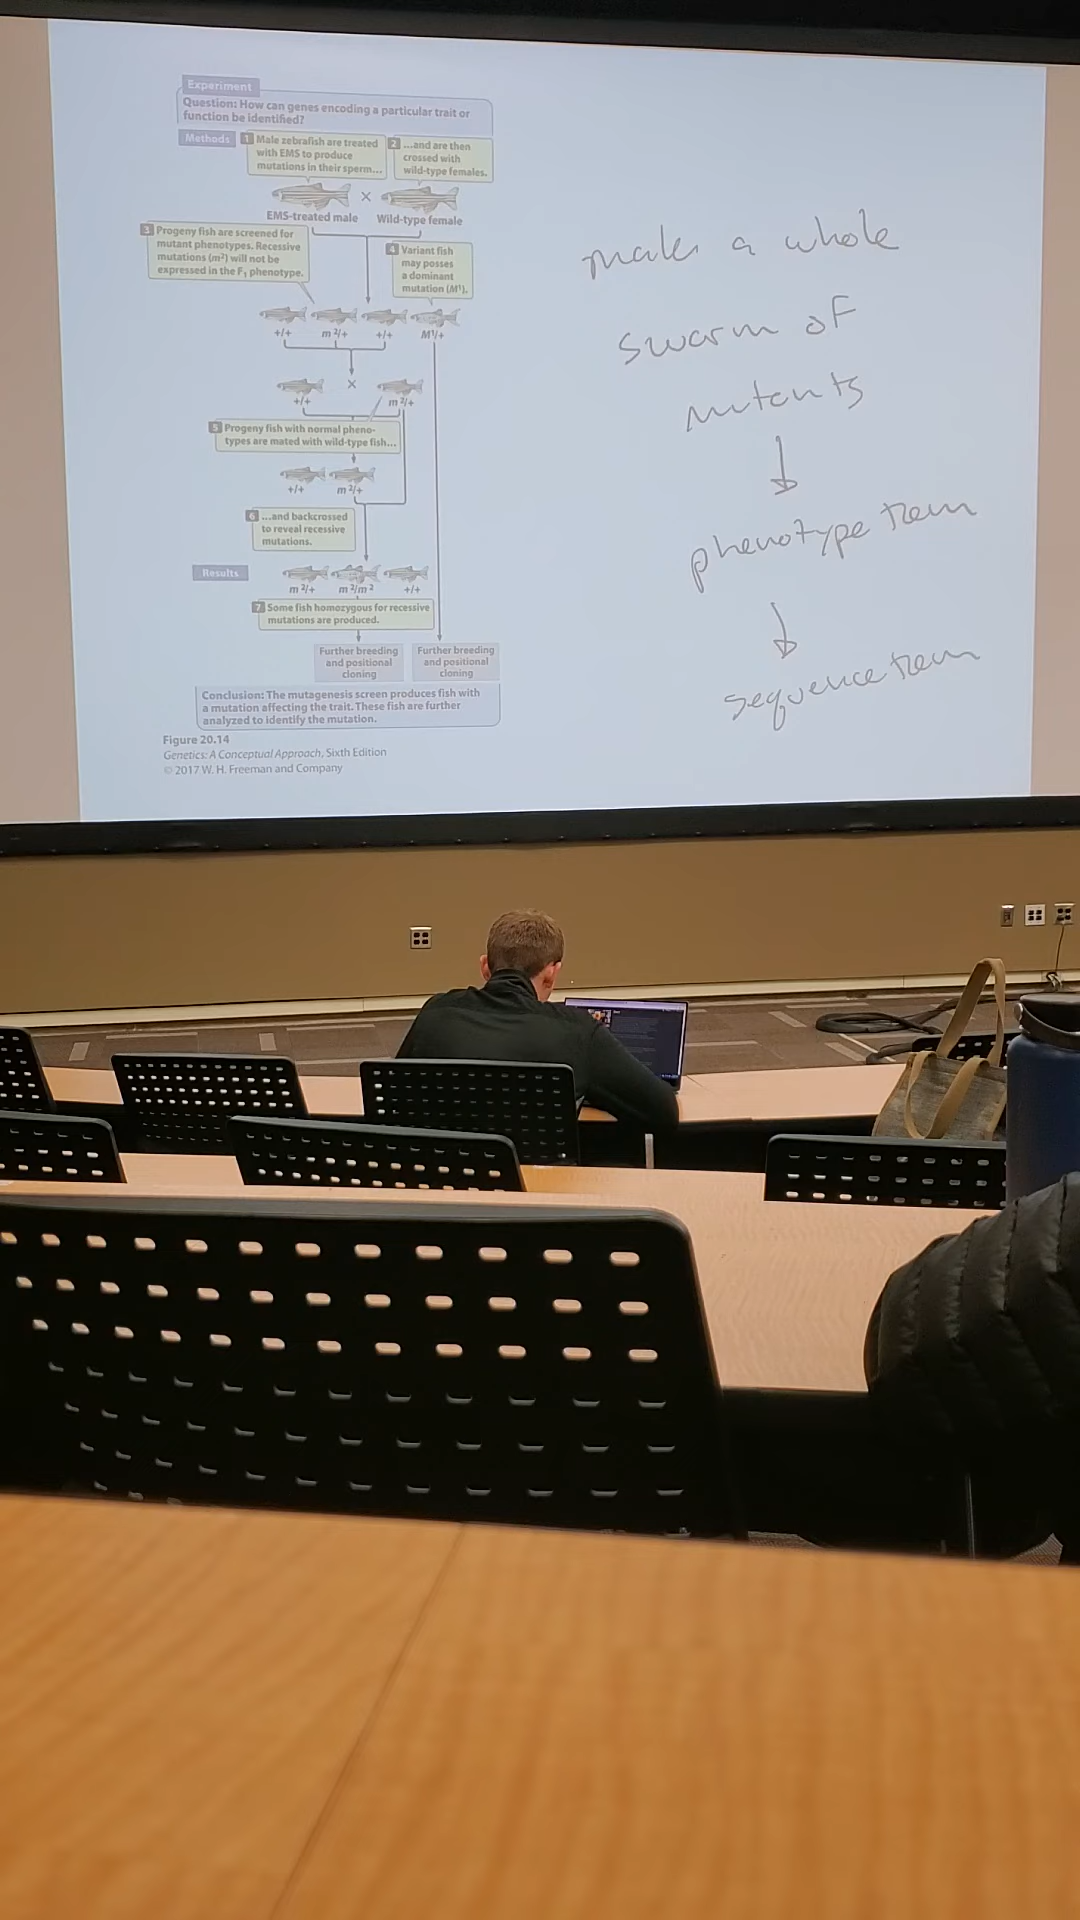 Experiment
Question: How can genes encoding a particular trait or
function be identified?
Methods
1 Male zebrafish are treated
with EMS to produce
mutations in their sperm...
2 ...and are then
crossed with
wild-type females.
×
EMS-treated male
Wild-type female
3 Progeny fish are screened for
mutant phenotypes. Recessive
mutations (m²) will not be
expressed in the F₁ phenotype.
4 Variant fish
may posses
a dominant
mutation (M¹).
+/+ m²/+ +/+ M¹/+
×
+/+ m²/+
5 Progeny fish with normal pheno-
types are mated with wild-type fish...
+/+ m²/+
6 ...and backcrossed
to reveal recessive
mutations.
Results
m²/+ m²/m² +/+
7 Some fish homozygous for recessive
mutations are produced.
Further breeding
and positional
cloning
Further breeding
and positional
cloning
Conclusion: The mutagenesis screen produces fish with
a mutation affecting the trait. These fish are further
analyzed to identify the mutation.
Figure 20.14
Genetics: A Conceptual Approach, Sixth Edition
© 2017 W. H. Freeman and Company
make a whole
swarm of
mutants
↓
phenotype them
↓
sequence them